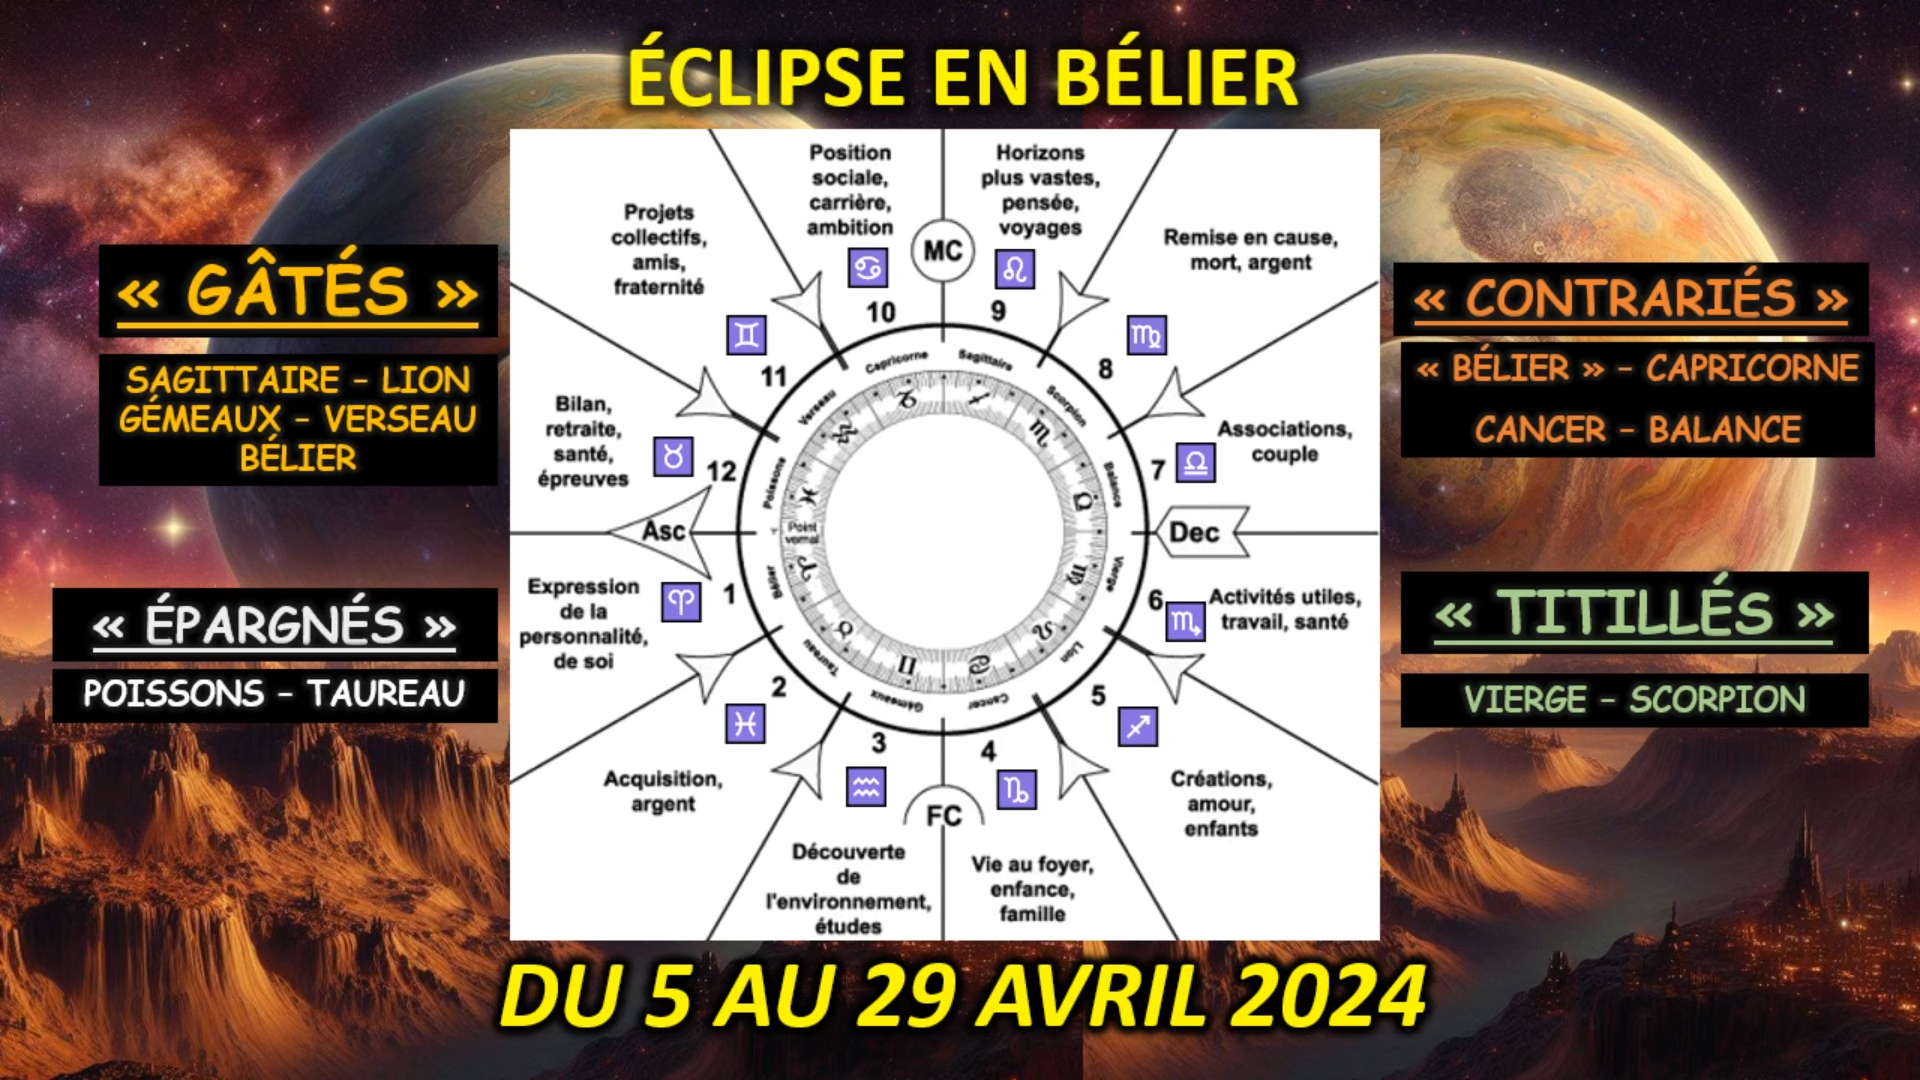 ÉCLIPSE EN BÉLIER
« GÂTÉS »
SAGITTAIRE – LION
GÉMEAUX – VERSEAU
BÉLIER
« ÉPARGNÉS »
POISSONS – TAUREAU
Position
sociale,
carrière,
ambition
♋
10
MC
Horizons
plus vastes,
pensée,
voyages
♌
9
Projets
collectifs,
amis,
fraternité
♊
11
Remise en cause,
mort, argent
♍
8
Bilan,
retraite,
santé,
épreuves
♉
12
Associations,
couple
♎
7
Asc
Dec
Expression
de la
personnalité,
de soi
♈
1
Activités utiles,
travail, santé
♏
6
Acquisition,
argent
♓
2
Créations,
amour,
enfants
♐
5
Découverte
de
l'environnement,
études
♒
3
FC
Vie au foyer,
enfance,
famille
♑
4
Capricorne
Sagittaire
Scorpion
Balance
Vierge
Lion
Cancer
Gémeaux
Taureau
Bélier
Poissons
Verseau
Point
vernal
« CONTRARIÉS »
« BÉLIER » – CAPRICORNE
CANCER – BALANCE
« TITILLÉS »
VIERGE – SCORPION
DU 5 AU 29 AVRIL 2024